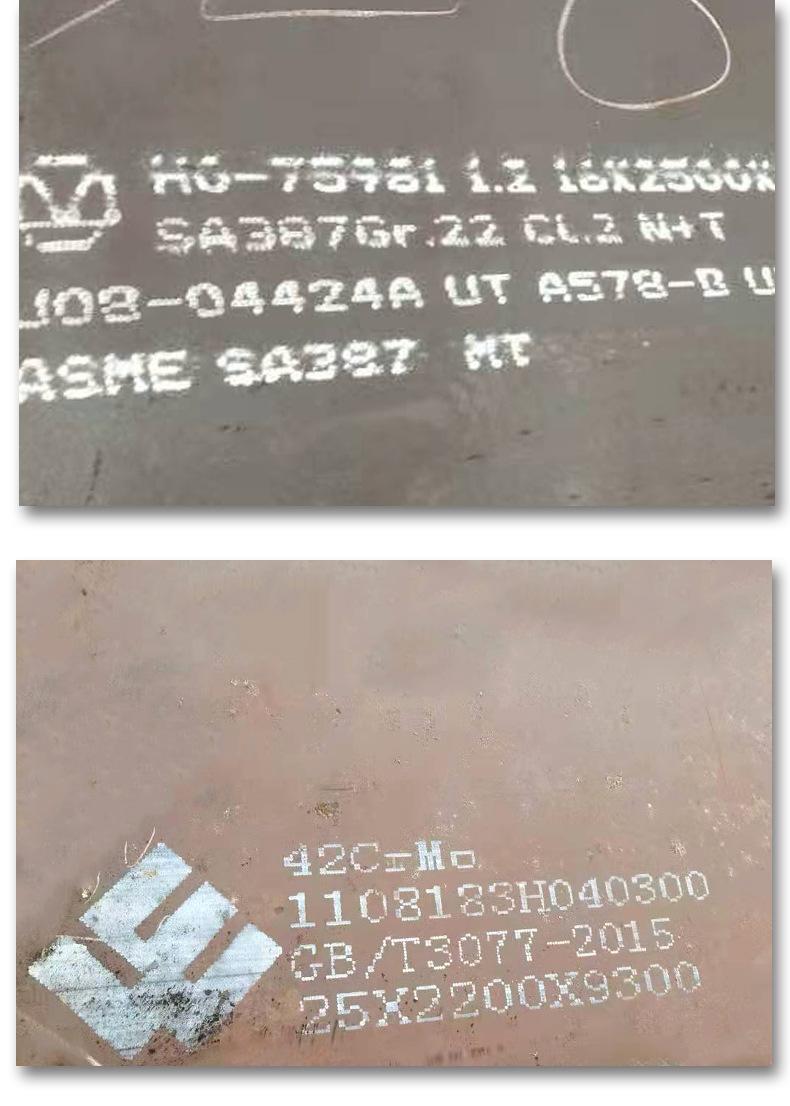 HG-75981 1.2 16X2500X
SA387Gr.22 CL.2 N+T
J08-04424A UT A578-B U
ASME SA387 MT
42CrMo
1108183H040300
GB/T3077-2015
25X2200X9300